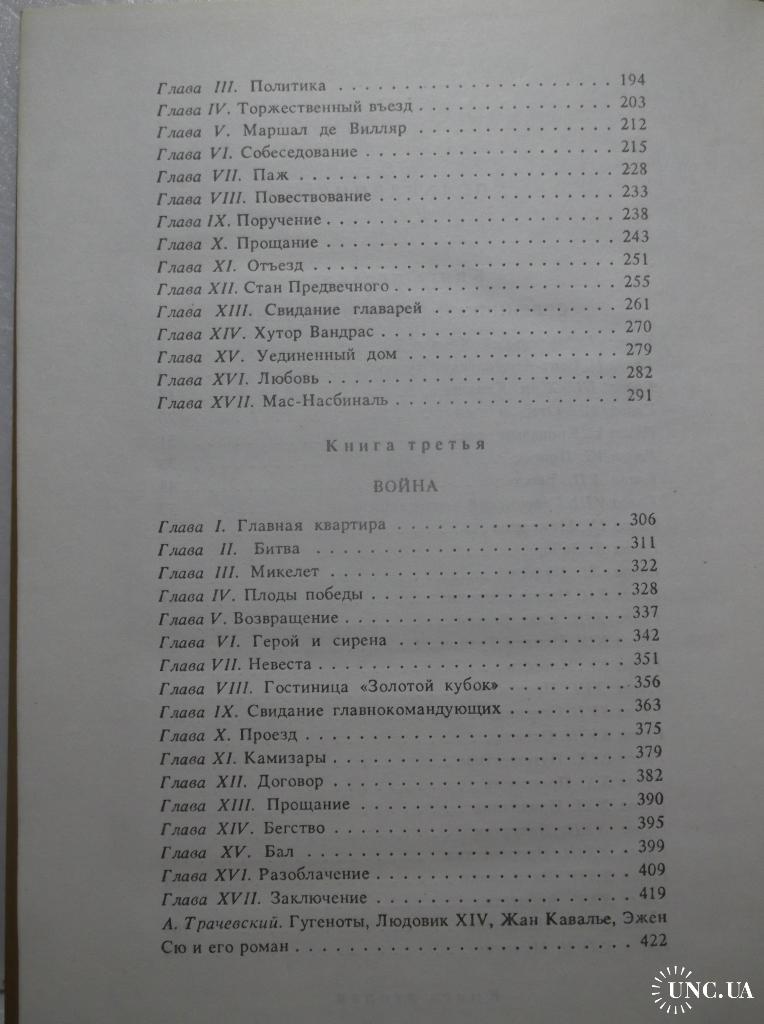 Глава III. Политика . . . . . . . . . . . . . . . . . . . . 194
Глава IV. Торжественный въезд . . . . . . . . . . . . . . . 203
Глава V. Маршал де Вилляр . . . . . . . . . . . . . . . 212
Глава VI. Собеседование . . . . . . . . . . . . . . . . . . 215
Глава VII. Паж . . . . . . . . . . . . . . . . . . . . . . 228
Глава VIII. Повествование . . . . . . . . . . . . . . . . . 233
Глава IX. Поручение . . . . . . . . . . . . . . . . . . . . 238
Глава X. Прощание . . . . . . . . . . . . . . . . . . . . 243
Глава XI. Отъезд . . . . . . . . . . . . . . . . . . . . . 251
Глава XII. Стан Предвечного . . . . . . . . . . . . . . . . 255
Глава XIII. Свидание главарей . . . . . . . . . . . . . . 261
Глава XIV. Хутор Вандрас . . . . . . . . . . . . . . . . . 270
Глава XV. Уединенный дом . . . . . . . . . . . . . . . 279
Глава XVI. Любовь . . . . . . . . . . . . . . . . . . . . 282
Глава XVII. Мас-Насбиналь . . . . . . . . . . . . . . . . 291
Книга третья
ВОЙНА
Глава I. Главная квартира . . . . . . . . . . . . . . . . 306
Глава II. Битва . . . . . . . . . . . . . . . . . . . . . 311
Глава III. Микелет . . . . . . . . . . . . . . . . . . . . 322
Глава IV. Плоды победы . . . . . . . . . . . . . . . . . . 328
Глава V. Возвращение . . . . . . . . . . . . . . . . . . . 337
Глава VI. Герой и сирена . . . . . . . . . . . . . . . . 342
Глава VII. Невеста . . . . . . . . . . . . . . . . . . . . 351
Глава VIII. Гостиница «Золотой кубок» . . . . . . . . . 356
Глава IX. Свидание главнокомандующих . . . . . . . . . 363
Глава X. Проезд . . . . . . . . . . . . . . . . . . . . . 375
Глава XI. Камизары . . . . . . . . . . . . . . . . . . . . 379
Глава XII. Договор . . . . . . . . . . . . . . . . . . . . 382
Глава XIII. Прощание . . . . . . . . . . . . . . . . . . 390
Глава XIV. Бегство . . . . . . . . . . . . . . . . . . . . 395
Глава XV. Бал . . . . . . . . . . . . . . . . . . . . . . 399
Глава XVI. Разоблачение . . . . . . . . . . . . . . . . . . 409
Глава XVII. Заключение . . . . . . . . . . . . . . . . . . 419
А. Трачевский. Гугеноты, Людовик XIV, Жан Кавалье, Эжен
Сю и его роман . . . . . . . . . . . . . . . . . . . . . . 422
UNC.UA